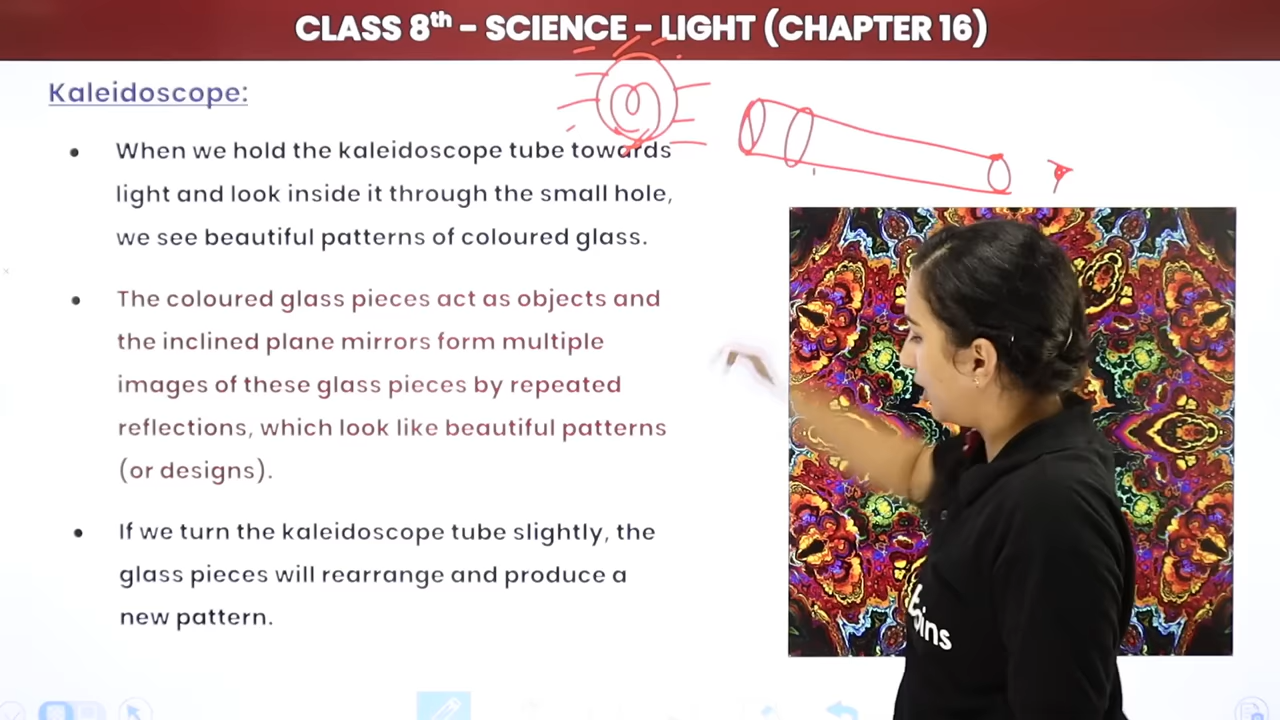 CLASS 8th - SCIENCE - LIGHT (CHAPTER 16)
Kaleidoscope:
• When we hold the kaleidoscope tube towards
light and look inside it through the small hole,
we see beautiful patterns of coloured glass.
• The coloured glass pieces act as objects and
the inclined plane mirrors form multiple
images of these glass pieces by repeated
reflections, which look like beautiful patterns
(or designs).
• If we turn the kaleidoscope tube slightly, the
glass pieces will rearrange and produce a
new pattern.